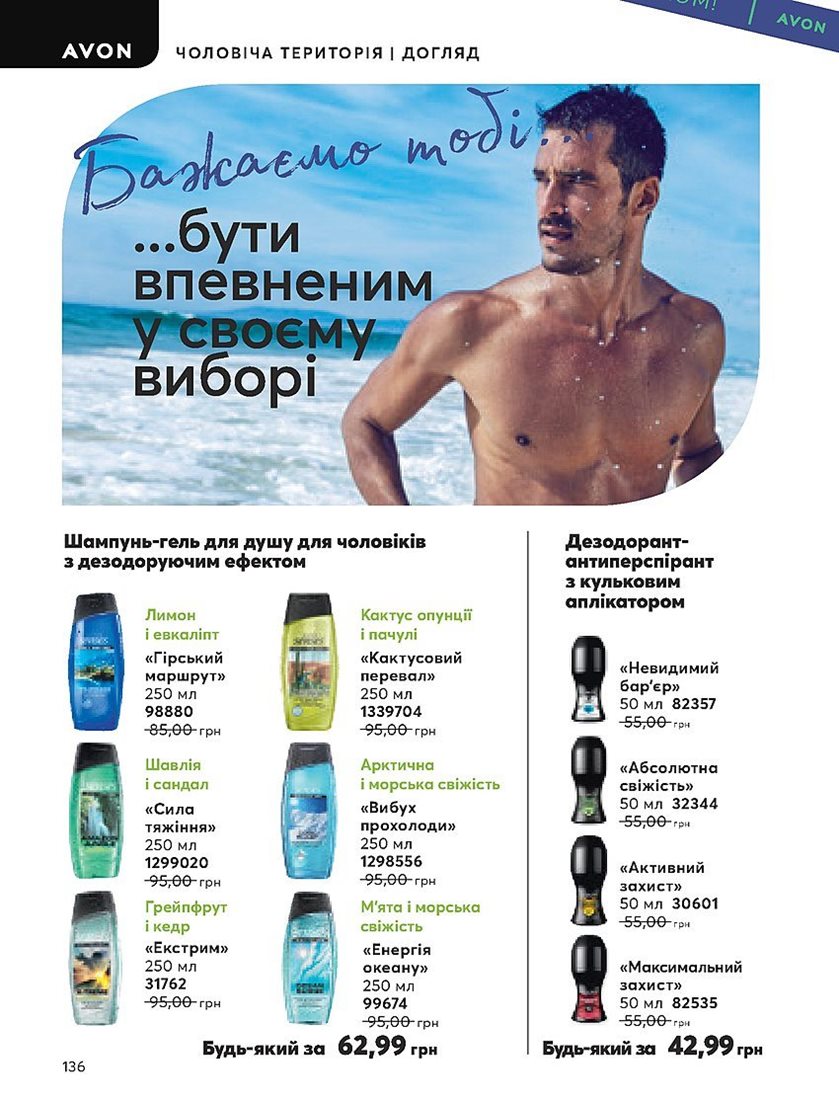 AVON
ЧОЛОВІЧА ТЕРИТОРІЯ | ДОГЛЯД
AVON
Бажаємо тобі...
...бути
впевненим
у своєму
виборі
Шампунь-гель для душу для чоловіків
з дезодоруючим ефектом
Лимон
і евкаліпт
«Гірський
маршрут»
250 мл
98880
85,00 грн
Кактус опунції
і пачулі
«Кактусовий
перевал»
250 мл
1339704
95,00 грн
Шавлія
і сандал
«Сила
тяжіння»
250 мл
1299020
95,00 грн
Арктична
і морська свіжість
«Вибух
прохолоди»
250 мл
1298556
95,00 грн
Грейпфрут
і кедр
«Екстрим»
250 мл
31762
95,00 грн
М'ята і морська
свіжість
«Енергія
океану»
250 мл
99674
95,00 грн
Будь-який за 62,99 грн
Дезодорант-
антиперспірант
з кульковим
аплікатором
«Невидимий
бар'єр»
50 мл 82357
55,00 грн
«Абсолютна
свіжість»
50 мл 32344
55,00 грн
«Активний
захист»
50 мл 30601
55,00 грн
«Максимальний
захист»
50 мл 82535
55,00 грн
Будь-який за 42,99 грн
136